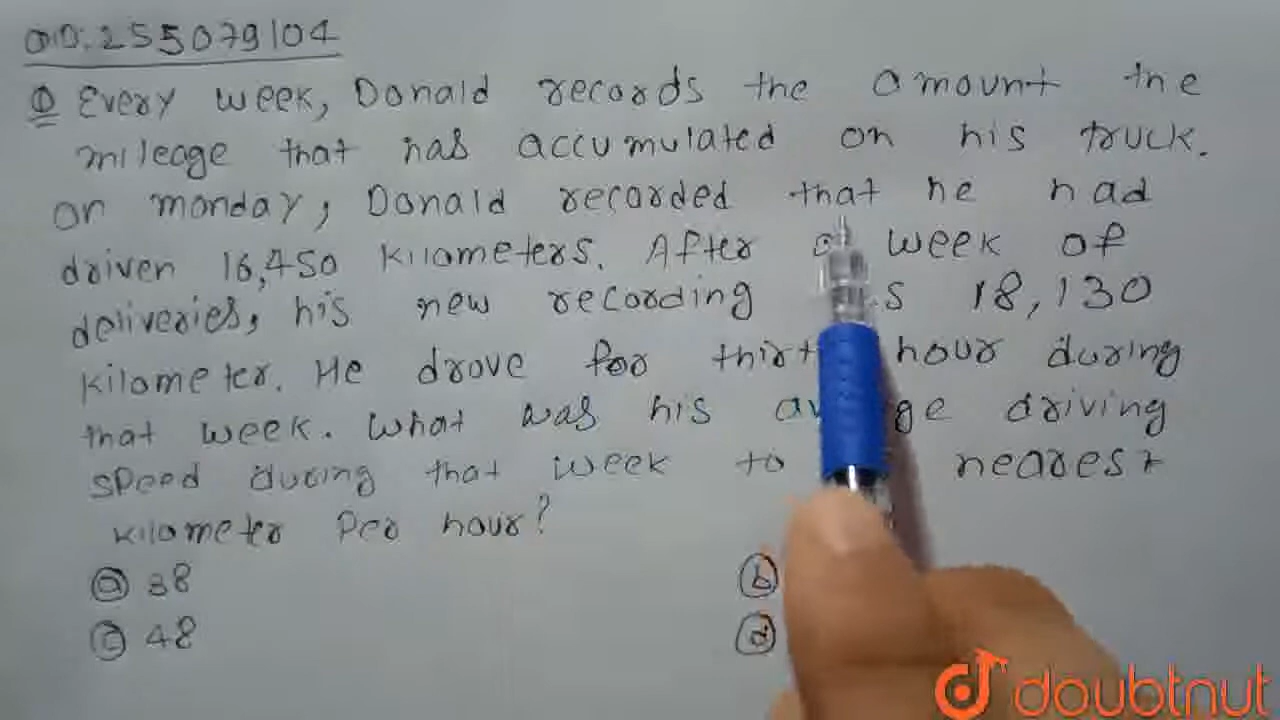 Q.D. 255079104
Q Every week, Donald records the amount the
mileage that has accumulated on his truck.
on monday, Donald recorded that he had
driven 16,450 kilometers. After a week of
deliveries, his new recording 18,130
kilometer. He drove for hour during
that week. what was his driving
speed during that week to nearest
kilometer per hour?
(a) 38
(b)
(c) 48
(d)
doubtnut